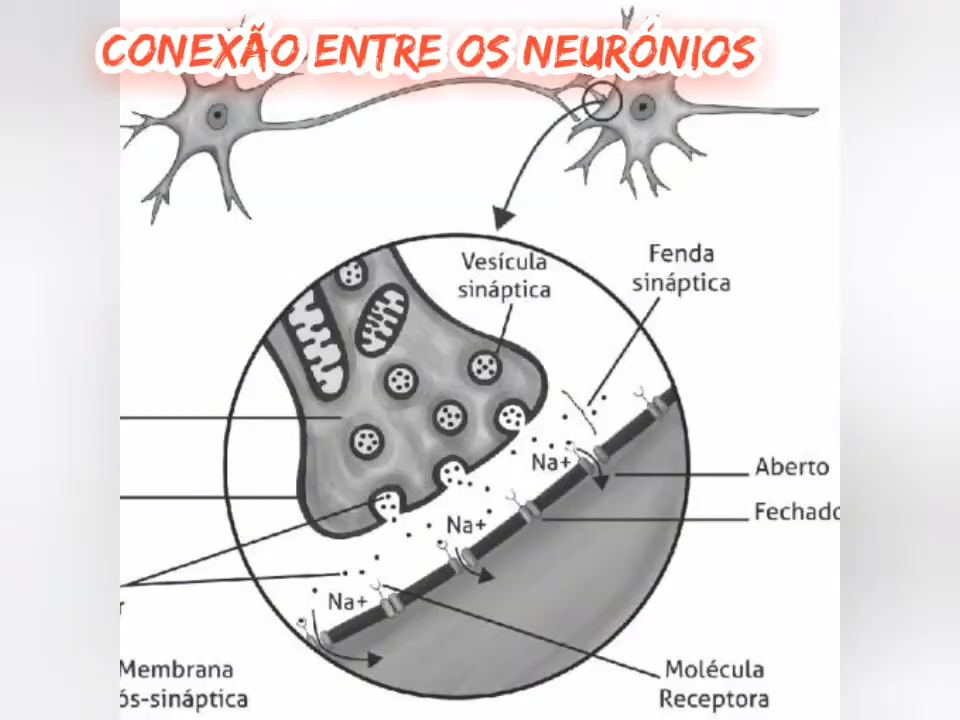 CONEXÃO ENTRE OS NEURÓNIOS
Vesícula
sináptica
Fenda
sináptica
Na+
Aberto
Fechado
Na+
Na+
r
Membrana
ós-sináptica
Molécula
Receptora